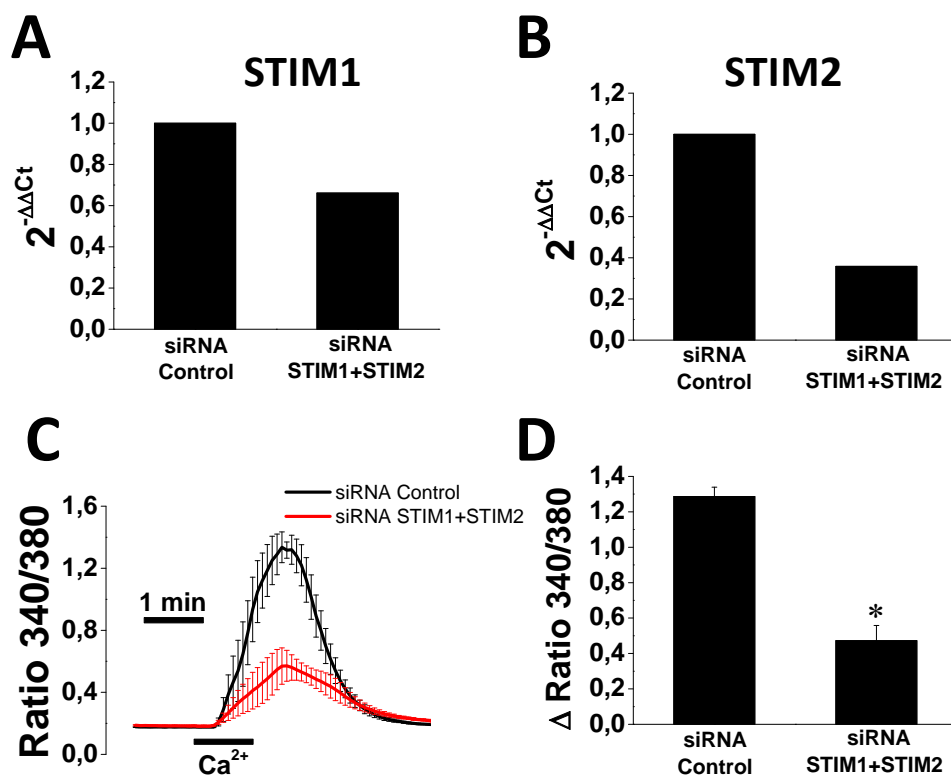 A
STIM1
1,2
1,0
0,8
0,6
0,4
0,2
0,0
2^-ΔΔCt
siRNA
Control
siRNA
STIM1+STIM2
B
STIM2
1,2
1,0
0,8
0,6
0,4
0,2
0,0
2^-ΔΔCt
siRNA
Control
siRNA
STIM1+STIM2
C
siRNA Control
siRNA STIM1+STIM2
1,6
1,2
0,8
0,4
0,0
Ratio 340/380
1 min
Ca²⁺
D
1,4
1,2
1,0
0,8
0,6
0,4
0,2
0,0
Δ Ratio 340/380
*
siRNA
Control
siRNA
STIM1+STIM2